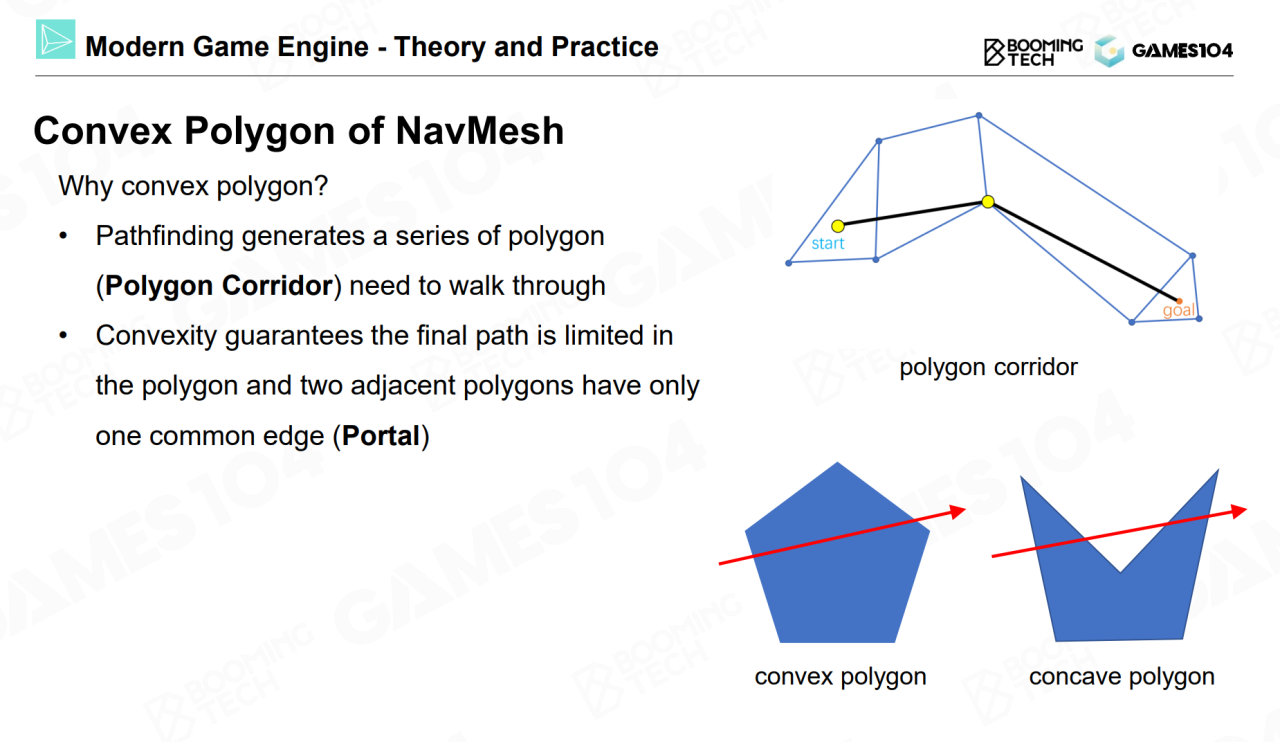 Modern Game Engine - Theory and Practice
BOOMING
TECH
GAMES104
Convex Polygon of NavMesh
Why convex polygon?
• Pathfinding generates a series of polygon
(Polygon Corridor) need to walk through
• Convexity guarantees the final path is limited in
the polygon and two adjacent polygons have only
one common edge (Portal)
start
goal
polygon corridor
convex polygon
concave polygon